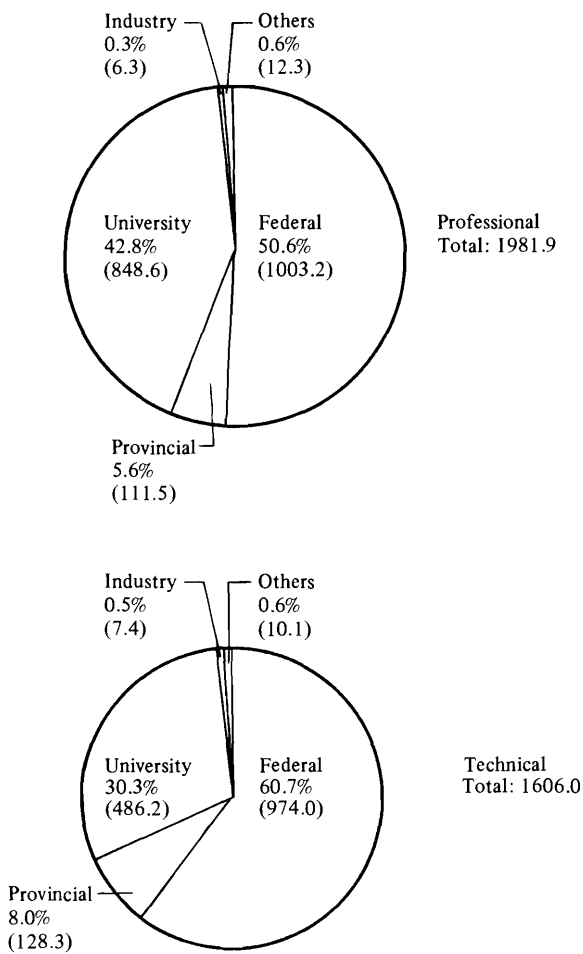 Industry
0.3%
(6.3)
Others
0.6%
(12.3)
University
42.8%
(848.6)
Federal
50.6%
(1003.2)
Professional
Total: 1981.9
Provincial
5.6%
(111.5)
Industry
0.5%
(7.4)
Others
0.6%
(10.1)
University
30.3%
(486.2)
Federal
60.7%
(974.0)
Technical
Total: 1606.0
Provincial
8.0%
(128.3)